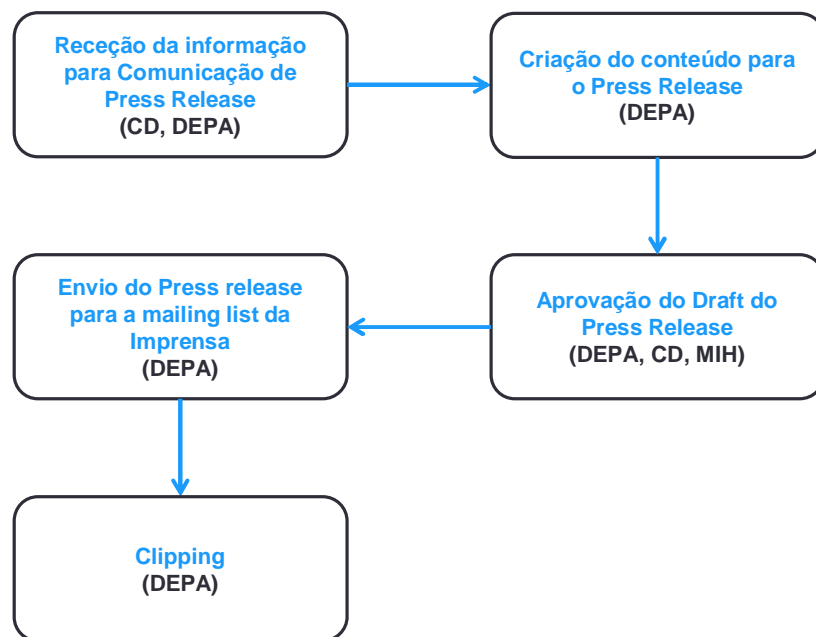 Receção da informação
para Comunicação de
Press Release
(CD, DEPA)
Criação do conteúdo para
o Press Release
(DEPA)
Aprovação do Draft do
Press Release
(DEPA, CD, MIH)
Envio do Press release
para a mailing list da
Imprensa
(DEPA)
Clipping
(DEPA)